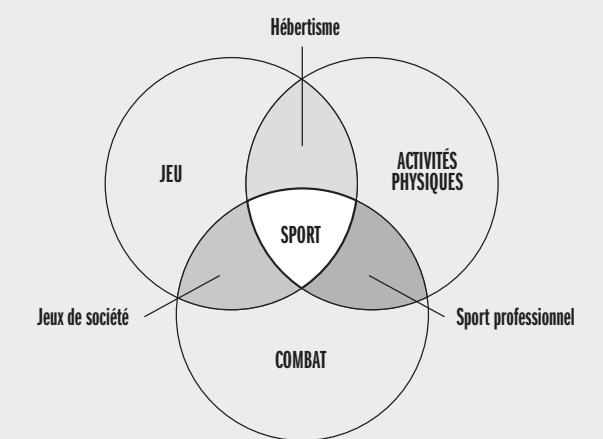 Hébertisme
JEU
ACTIVITÉS
PHYSIQUES
SPORT
Jeux de société
Sport professionnel
COMBAT